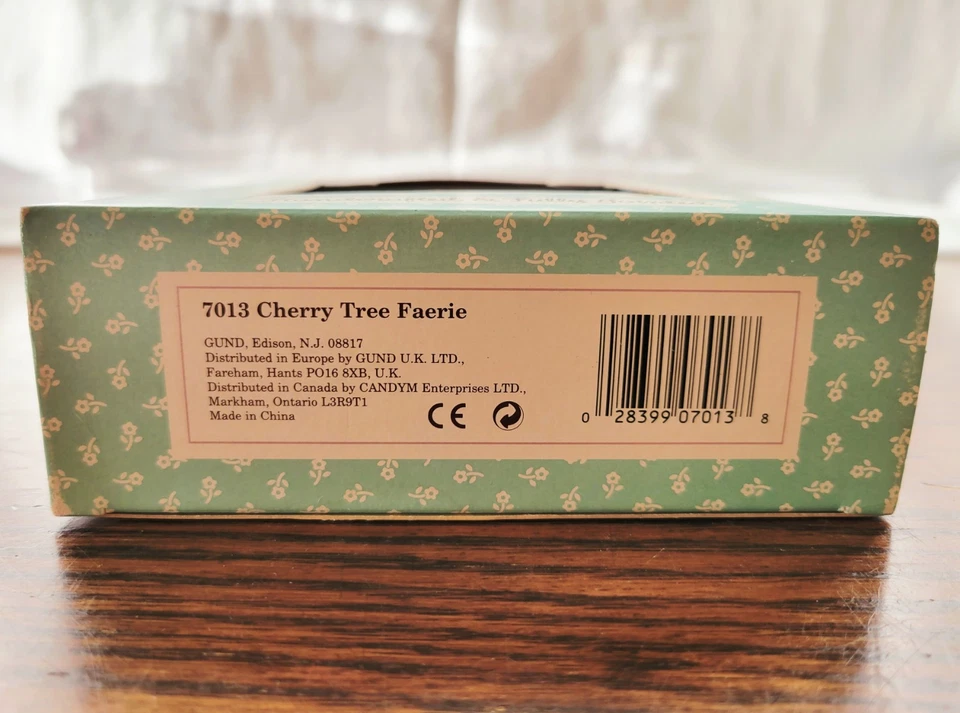 7013 Cherry Tree Faerie
GUND, Edison, N.J. 08817
Distributed in Europe by GUND U.K. LTD.,
Fareham, Hants PO16 8XB, U.K.
Distributed in Canada by CANDYM Enterprises LTD.,
Markham, Ontario L3R9T1
Made in China
CE
0 28399 07013 8